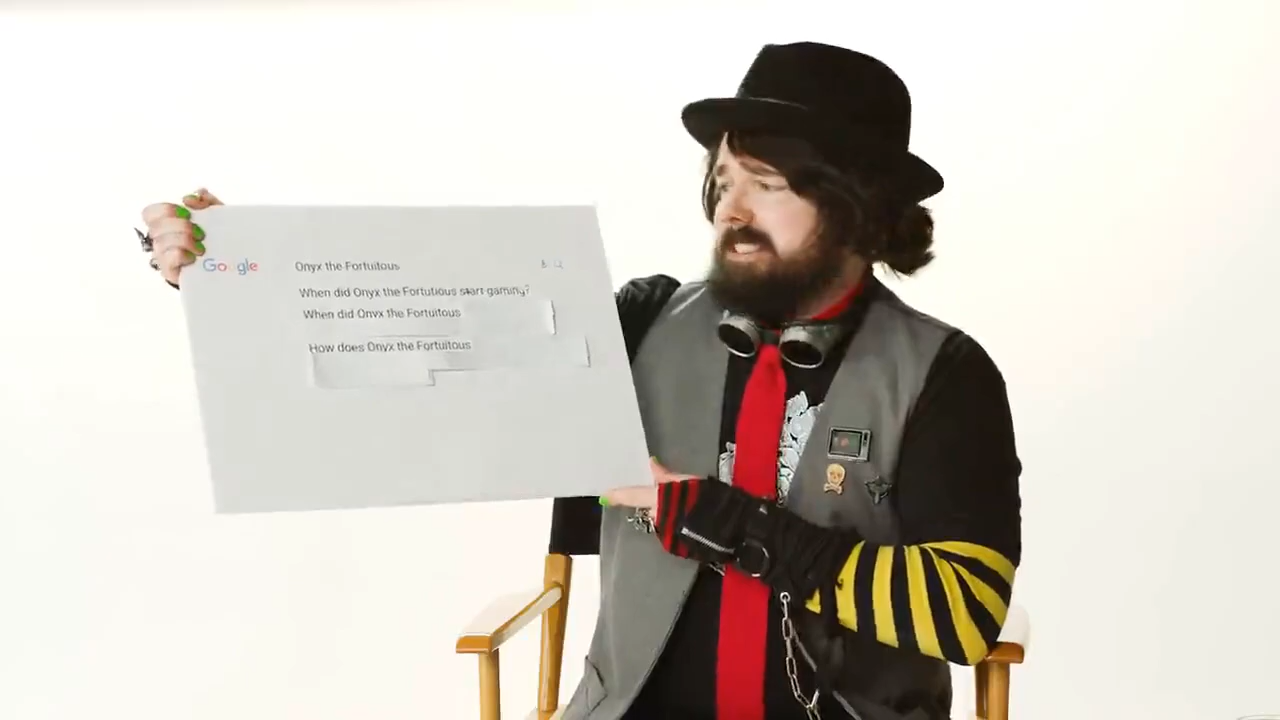 Google
Onyx the Fortuitous
When did Onyx the Fortutious start gaming?
When did Onyx the Fortuitous
How does Onyx the Fortuitous